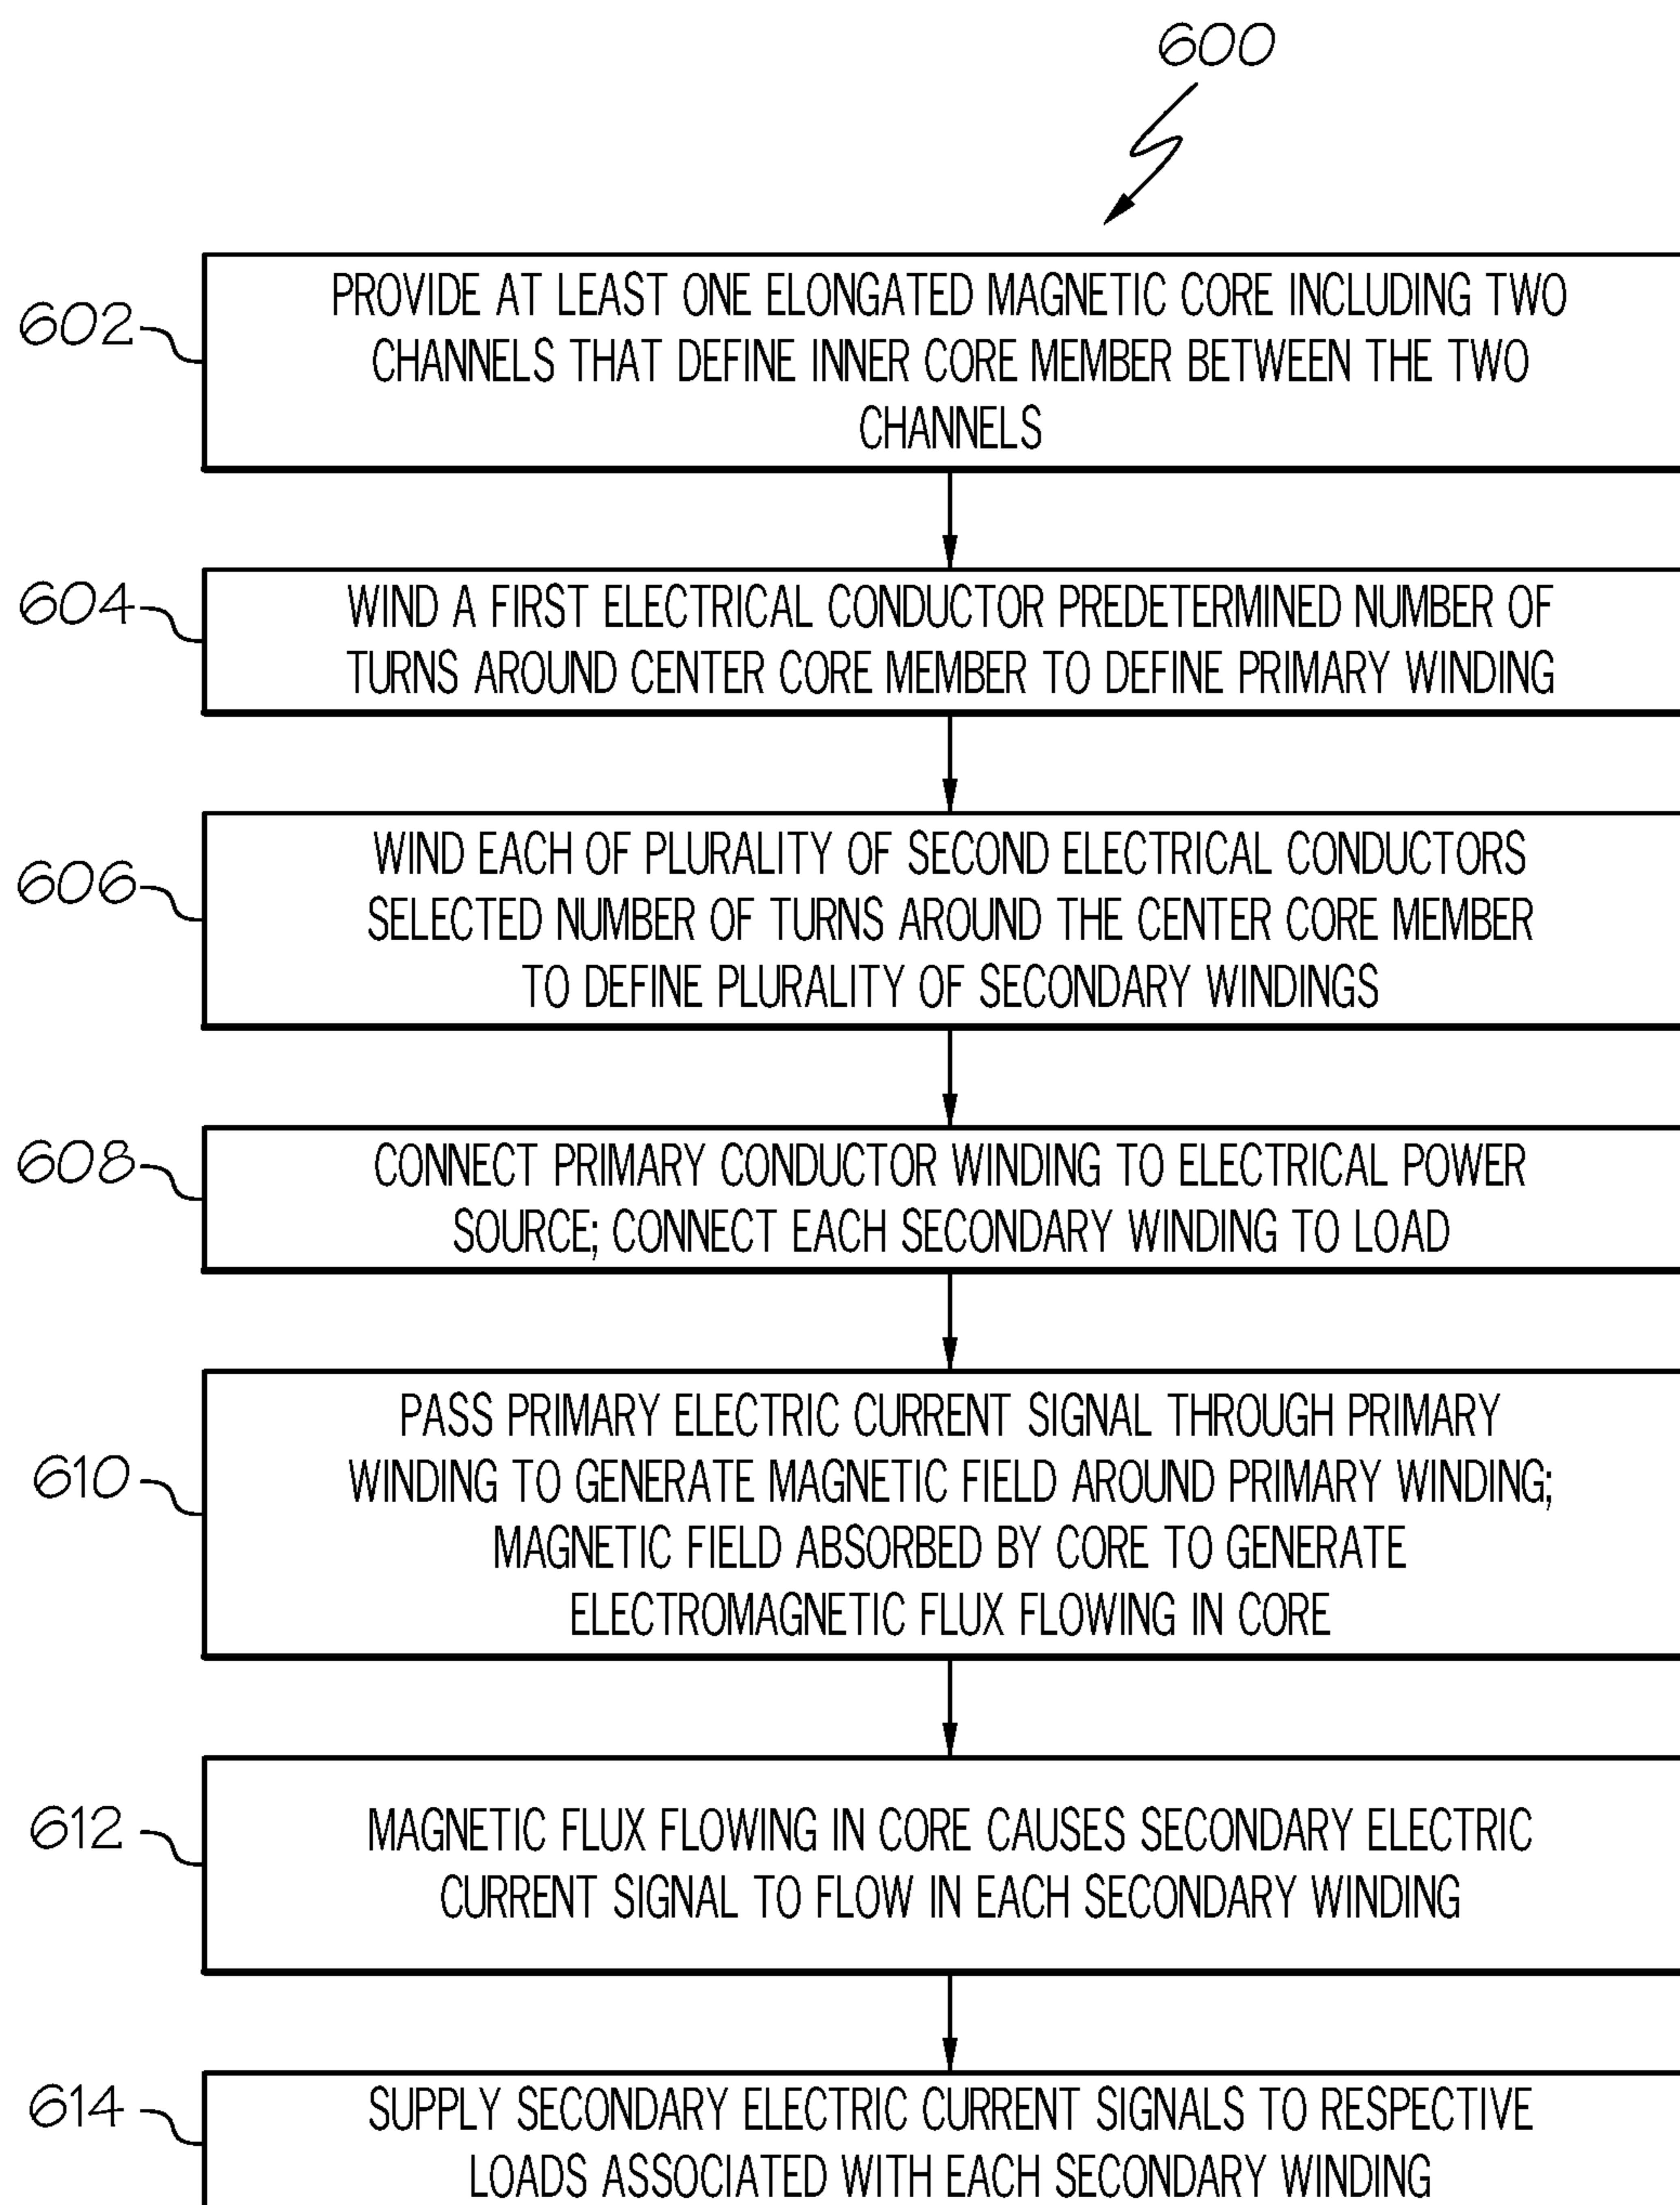 600
602
PROVIDE AT LEAST ONE ELONGATED MAGNETIC CORE INCLUDING TWO
CHANNELS THAT DEFINE INNER CORE MEMBER BETWEEN THE TWO
CHANNELS
604
WIND A FIRST ELECTRICAL CONDUCTOR PREDETERMINED NUMBER OF
TURNS AROUND CENTER CORE MEMBER TO DEFINE PRIMARY WINDING
606
WIND EACH OF PLURALITY OF SECOND ELECTRICAL CONDUCTORS
SELECTED NUMBER OF TURNS AROUND THE CENTER CORE MEMBER
TO DEFINE PLURALITY OF SECONDARY WINDINGS
608
CONNECT PRIMARY CONDUCTOR WINDING TO ELECTRICAL POWER
SOURCE; CONNECT EACH SECONDARY WINDING TO LOAD
610
PASS PRIMARY ELECTRIC CURRENT SIGNAL THROUGH PRIMARY
WINDING TO GENERATE MAGNETIC FIELD AROUND PRIMARY WINDING;
MAGNETIC FIELD ABSORBED BY CORE TO GENERATE
ELECTROMAGNETIC FLUX FLOWING IN CORE
612
MAGNETIC FLUX FLOWING IN CORE CAUSES SECONDARY ELECTRIC
CURRENT SIGNAL TO FLOW IN EACH SECONDARY WINDING
614
SUPPLY SECONDARY ELECTRIC CURRENT SIGNALS TO RESPECTIVE
LOADS ASSOCIATED WITH EACH SECONDARY WINDING